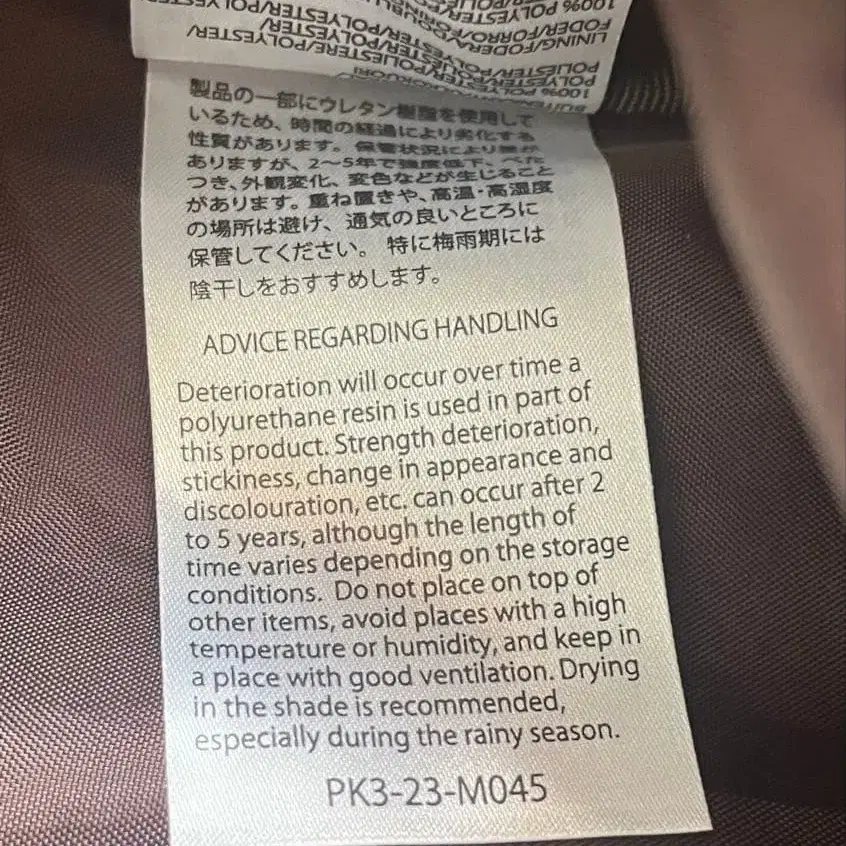 製品の一部にウレタン樹脂を使用して
いるため、時間の経過により劣化する
性質があります。保管状況により差が
ありますが、2〜5年で強度低下、べた
つき、外観変化、変色などが生じること
があります。重ね置きや、高温・高湿度
の場所は避け、通気の良いところに
保管してください。特に梅雨期には
陰干しをおすすめします。
ADVICE REGARDING HANDLING
Deterioration will occur over time a
polyurethane resin is used in part of
this product. Strength deterioration,
stickiness, change in appearance and
discolouration, etc. can occur after 2
to 5 years, although the length of
time varies depending on the storage
conditions. Do not place on top of
other items, avoid places with a high
temperature or humidity, and keep in
a place with good ventilation. Drying
in the shade is recommended,
especially during the rainy season.
PK3-23-M045
100% POLYESTER
POLIESTER/POLYESTER
LINING/FODERA
FODER/FORRO
100% POLYESTER